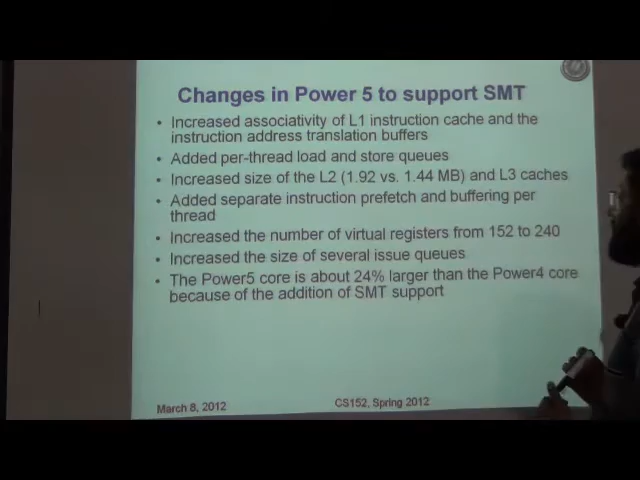 Changes in Power 5 to support SMT
• Increased associativity of L1 instruction cache and the
instruction address translation buffers
• Added per-thread load and store queues
• Increased size of the L2 (1.92 vs. 1.44 MB) and L3 caches
• Added separate instruction prefetch and buffering per
thread
• Increased the number of virtual registers from 152 to 240
• Increased the size of several issue queues
• The Power5 core is about 24% larger than the Power4 core
because of the addition of SMT support
March 8, 2012
CS152, Spring 2012